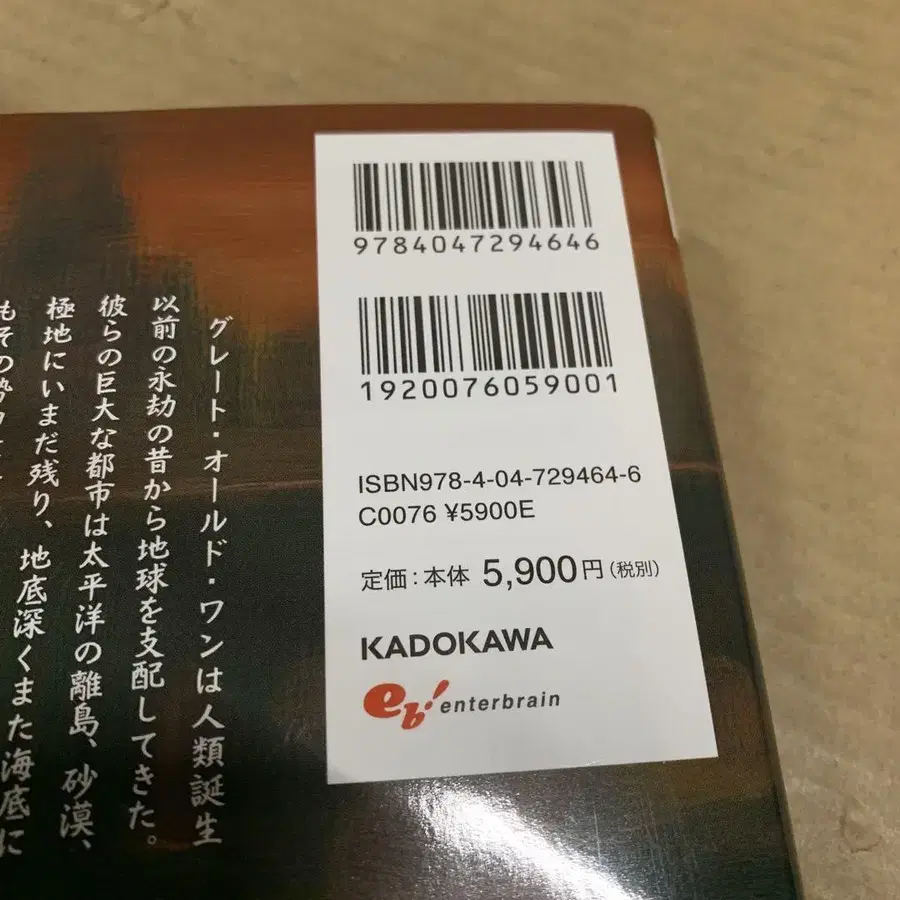 9784047294646
1920076059001
ISBN978-4-04-729464-6
C0076 ¥5900E
定価:本体 5,900円(税別)
KADOKAWA
eb! enterbrain
グレート・オールド・ワンは人類誕生
以前の永劫の昔から地球を支配してきた。
彼らの巨大な都市は太平洋の離島、砂漠、
極地にいまだ残り、地底深くまた海底に
もその